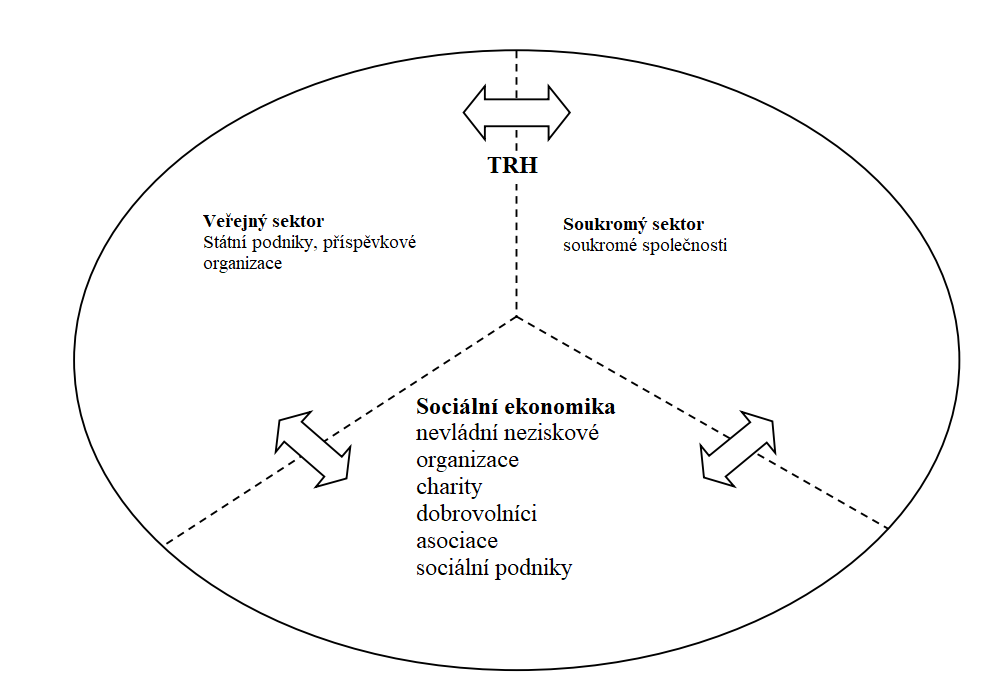 TRH
Veřejný sektor
Státní podniky, příspěvkové
organizace
Soukromý sektor
soukromé společnosti
Sociální ekonomika
nevládní neziskové
organizace
charity
dobrovolníci
asociace
sociální podniky